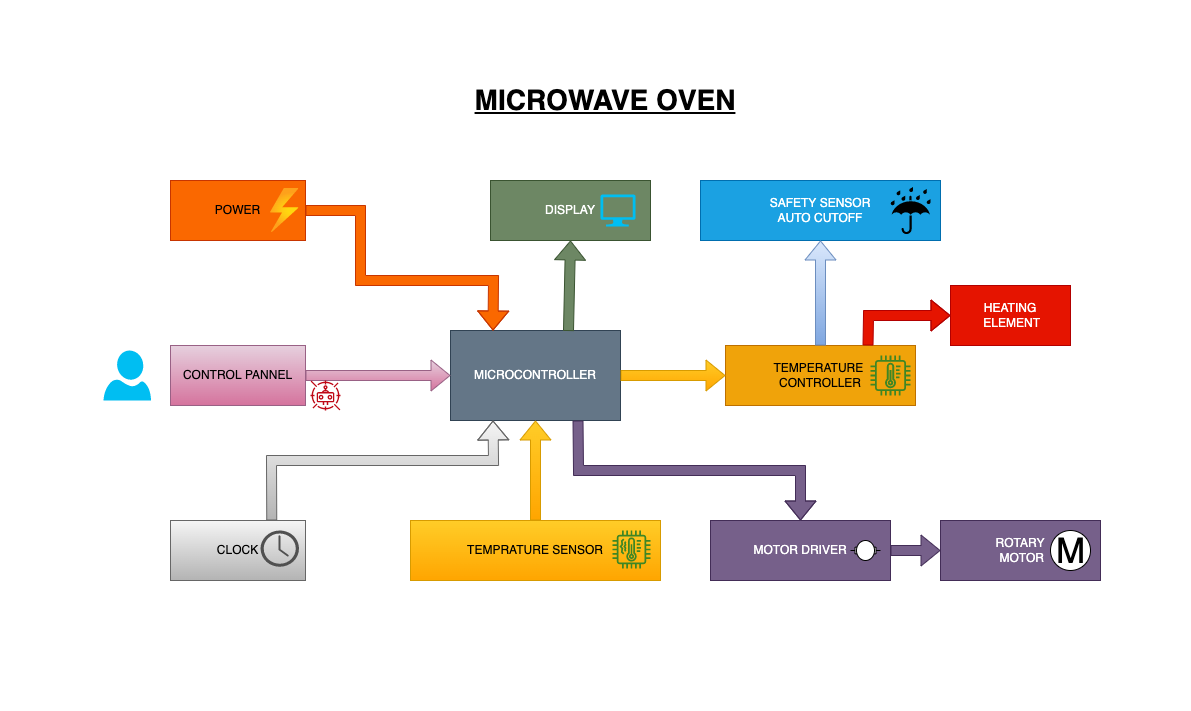 MICROWAVE OVEN
POWER
DISPLAY
SAFETY SENSOR
AUTO CUTOFF
HEATING
ELEMENT
CONTROL PANNEL
MICROCONTROLLER
TEMPERATURE
CONTROLLER
CLOCK
TEMPRATURE SENSOR
MOTOR DRIVER
ROTARY
MOTOR
M